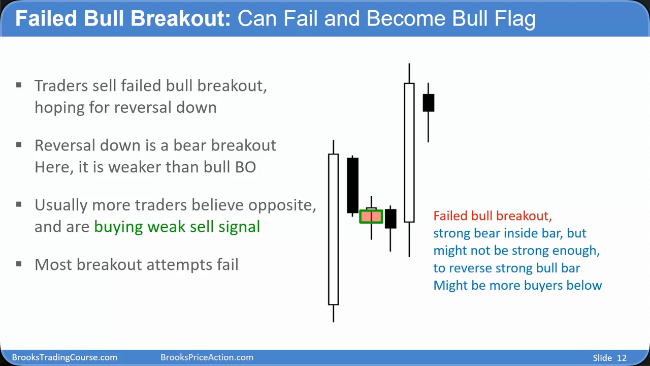 Failed Bull Breakout: Can Fail and Become Bull Flag
▪ Traders sell failed bull breakout,
hoping for reversal down
▪ Reversal down is a bear breakout
Here, it is weaker than bull BO
▪ Usually more traders believe opposite,
and are buying weak sell signal
▪ Most breakout attempts fail
Failed bull breakout,
strong bear inside bar, but
might not be strong enough,
to reverse strong bull bar
Might be more buyers below
BrooksTradingCourse.com
BrooksPriceAction.com
Slide 12